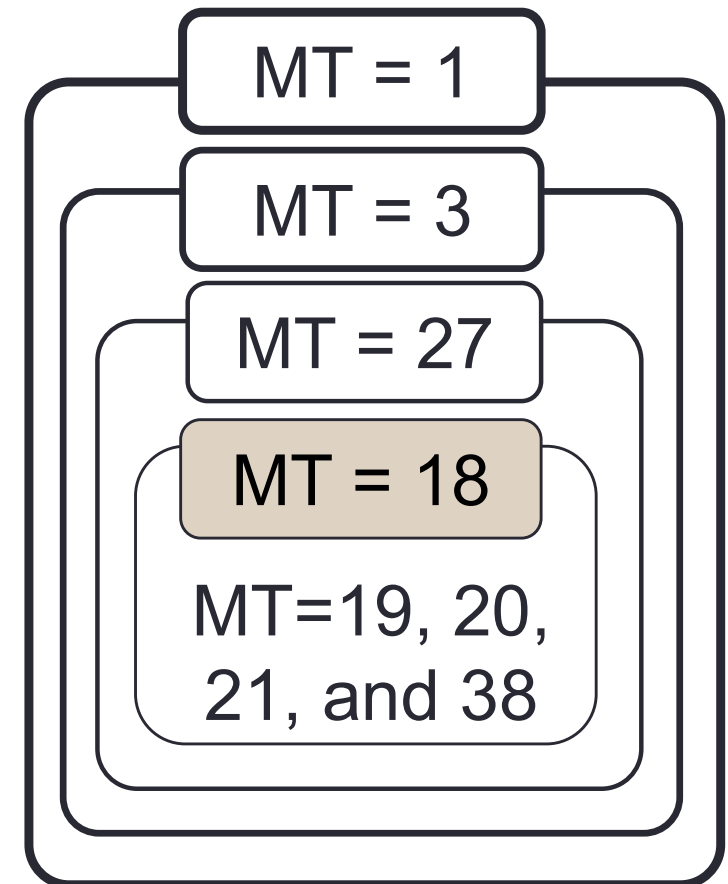 MT = 1
MT = 3
MT = 27
MT = 18
MT=19, 20,
21, and 38